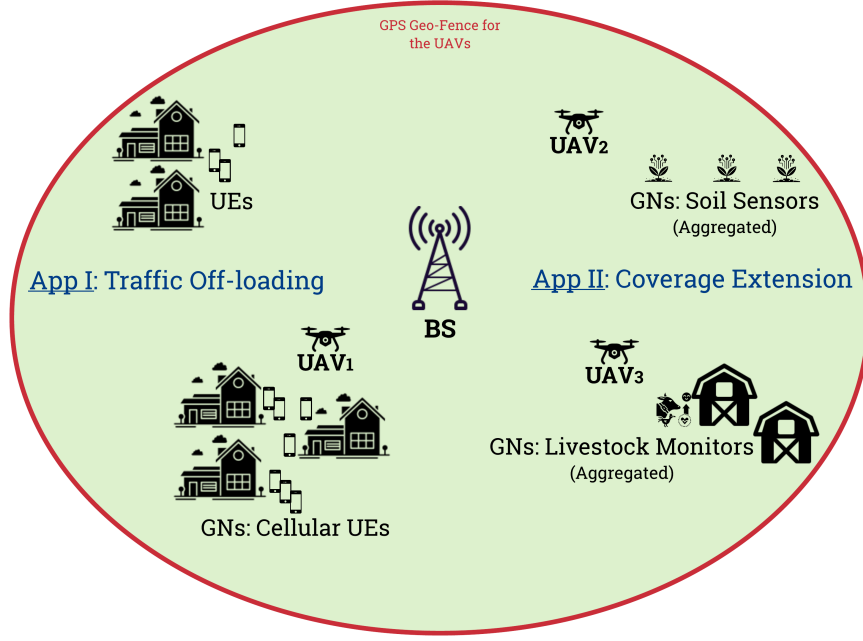 GPS Geo-Fence for
the UAVs
UAV2
UEs
GNs: Soil Sensors
(Aggregated)
App I: Traffic Off-loading
App II: Coverage Extension
BS
UAV1
UAV3
GNs: Livestock Monitors
(Aggregated)
GNs: Cellular UEs